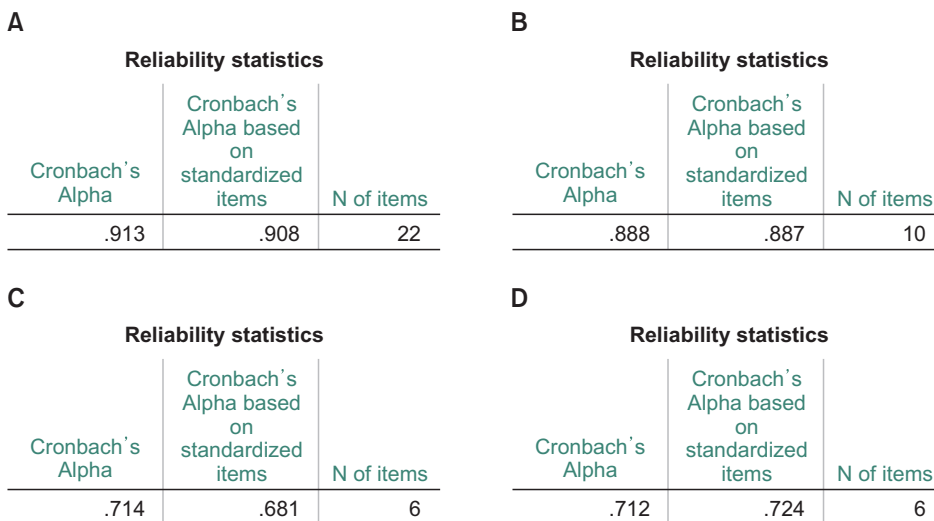 A
Reliability statistics
Cronbach's
Alpha
Cronbach's
Alpha based
on
standardized
items
N of items
.913 .908 22
B
Reliability statistics
Cronbach's
Alpha
Cronbach's
Alpha based
on
standardized
items
N of items
.888 .887 10
C
Reliability statistics
Cronbach's
Alpha
Cronbach's
Alpha based
on
standardized
items
N of items
.714 .681 6
D
Reliability statistics
Cronbach's
Alpha
Cronbach's
Alpha based
on
standardized
items
N of items
.712 .724 6